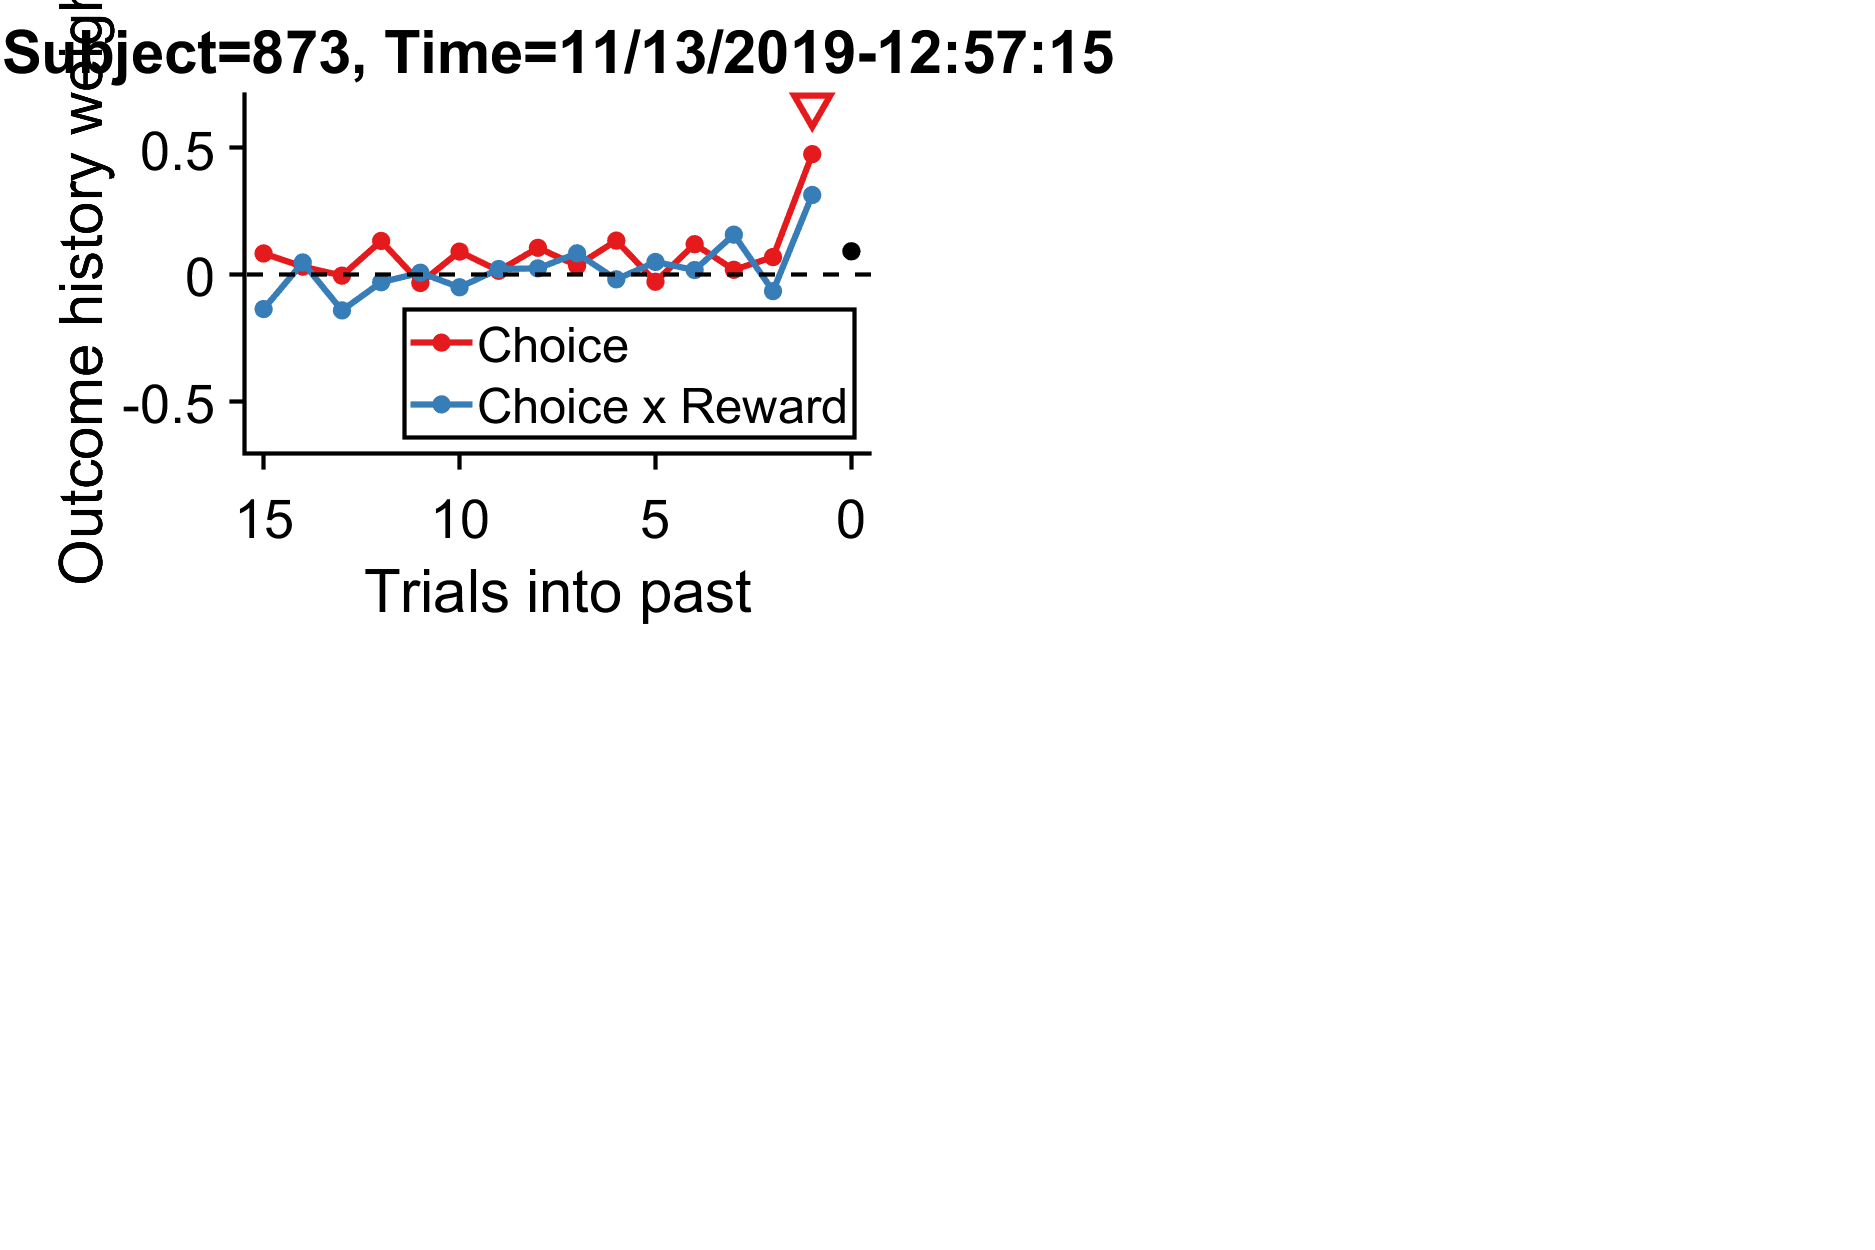 Subject=873, Time=11/13/2019-12:57:15
Outcome history
0.5
0
-0.5
Choice
Choice x Reward
15 10 5 0
Trials into past